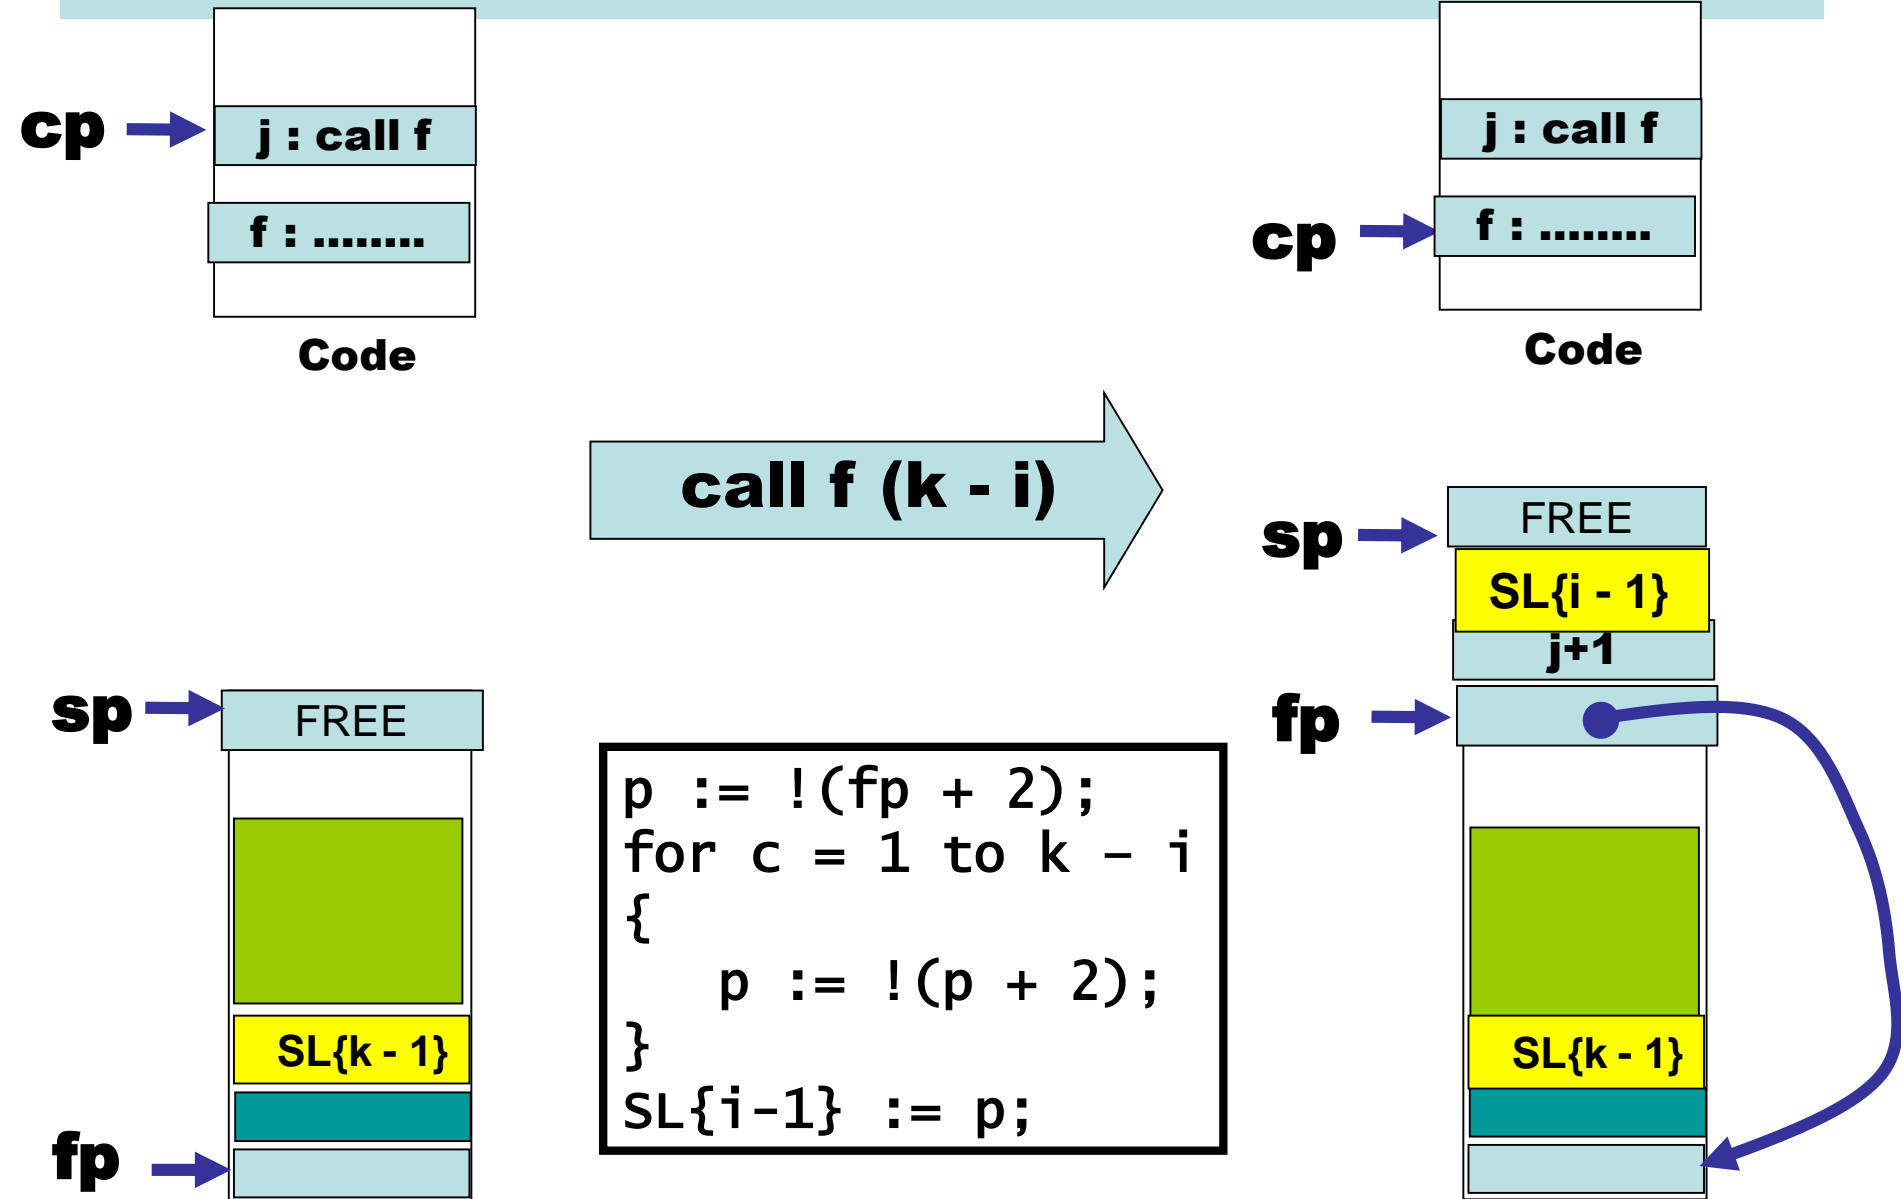 cp
j : call f
f : ........
Code
j : call f
cp
f : ........
Code
call f (k - i)
sp
FREE
SL{k - 1}
fp
p := !(fp + 2);
for c = 1 to k – i
{
p := !(p + 2);
}
SL{i-1} := p;
sp
FREE
SL{i - 1}
j+1
fp
SL{k - 1}